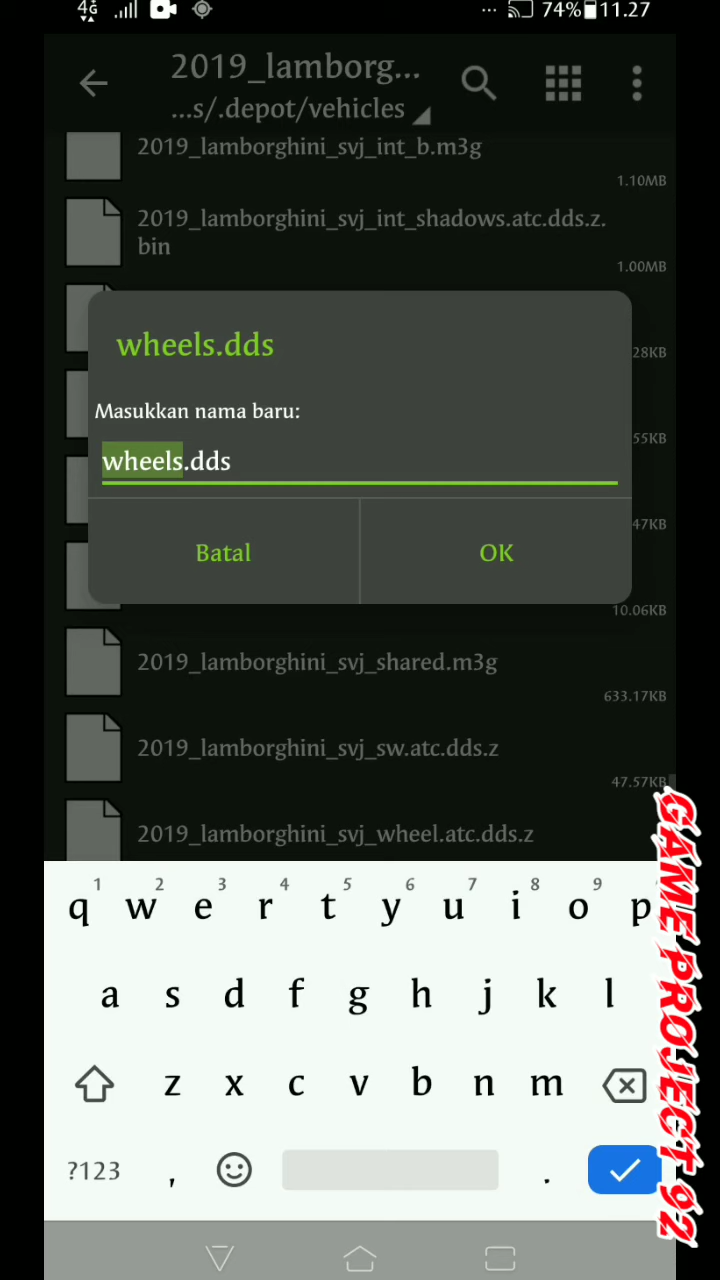 4G 74% 11.27
2019_lamborg...
...s/.depot/vehicles
2019_lamborghini_svj_int_b.m3g
1.10MB
2019_lamborghini_svj_int_shadows.atc.dds.z.
bin
1.00MB
28KB
wheels.dds
Masukkan nama baru:
55KB
wheels.dds
47KB
Batal OK
10.06KB
2019_lamborghini_svj_shared.m3g
633.17KB
2019_lamborghini_svj_sw.atc.dds.z
47.57KB
2019_lamborghini_svj_wheel.atc.dds.z
GAME PROJECT 92
1 2 3 4 5 6 7 8 9
q w e r t y u i o p
a s d f g h j k l
z x c v b n m
?123 , .